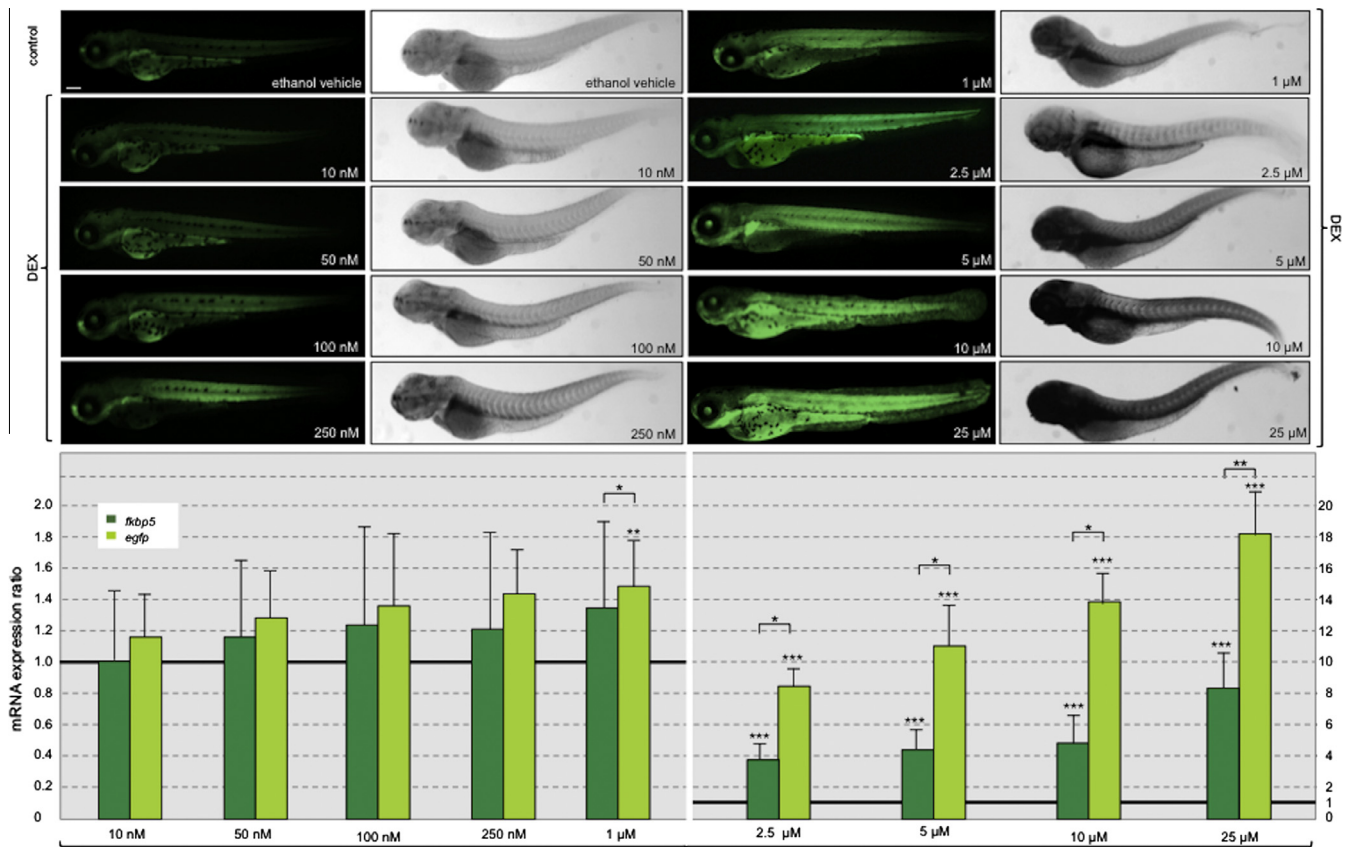 control
ethanol vehicle
ethanol vehicle
1 μM
1 μM
DEX
10 nM
10 nM
2.5 μM
2.5 μM
50 nM
50 nM
5 μM
5 μM
100 nM
100 nM
10 μM
10 μM
250 nM
250 nM
25 μM
25 μM
DEX
mRNA expression ratio
2.0
1.8
1.6
1.4
1.2
1.0
0.8
0.6
0.4
0.2
0
fkbp5
egfp
*
**
*
***
***
*
***
***
*
***
***
**
***
***
20
18
16
14
12
10
8
6
4
2
1
0
10 nM
50 nM
100 nM
250 nM
1 μM
2.5 μM
5 μM
10 μM
25 μM